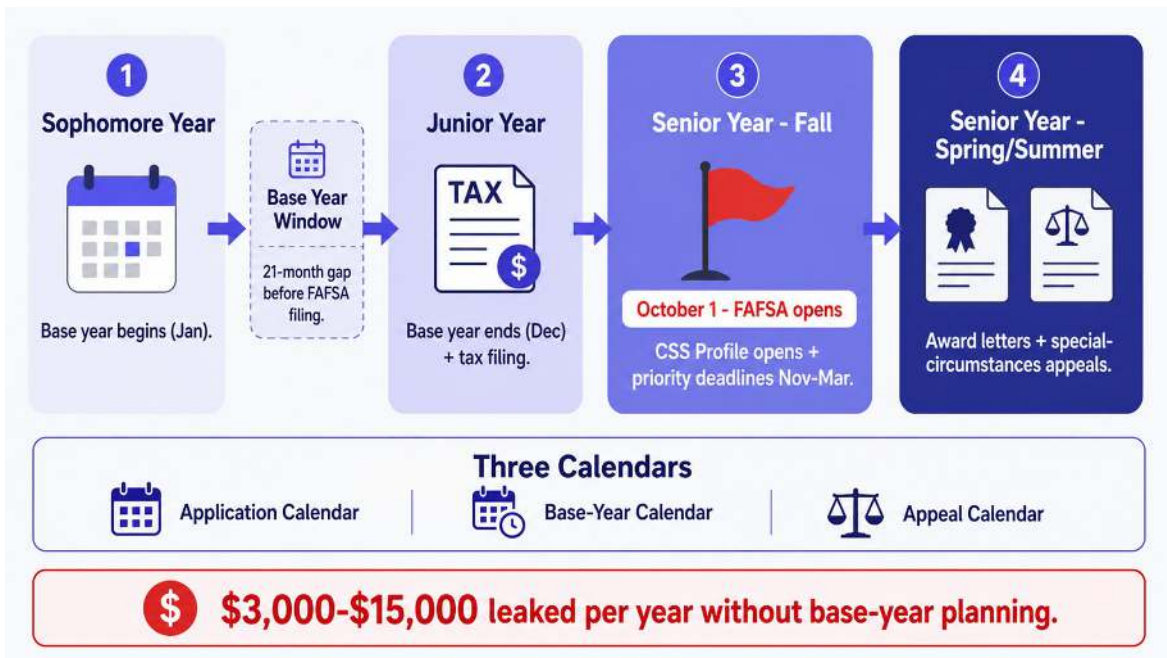 1
Sophomore Year
Base year begins (Jan).
Base Year
Window
21-month gap
before FAFSA
filing.
2
Junior Year
TAX
$
Base year ends (Dec)
+ tax filing.
3
Senior Year - Fall
October 1 - FAFSA opens
CSS Profile opens +
priority deadlines Nov-Mar.
4
Senior Year -
Spring/Summer
Award letters + special-
circumstances appeals.
Three Calendars
Application Calendar
Base-Year Calendar
Appeal Calendar
$ $3,000-$15,000 leaked per year without base-year planning.